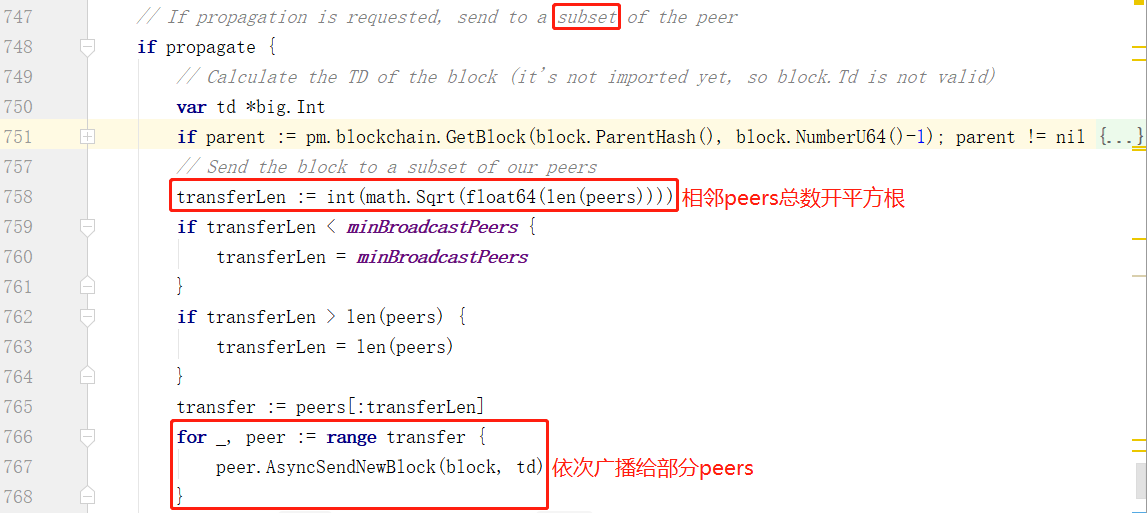 747 // If propagation is requested, send to a subset of the peer
748 if propagate {
749 // Calculate the TD of the block (it's not imported yet, so block.Td is not valid)
750 var td *big.Int
751 if parent := pm.blockchain.GetBlock(block.ParentHash(), block.NumberU64()-1); parent != nil {...}
757 // Send the block to a subset of our peers
758 transferLen := int(math.Sqrt(float64(len(peers)))) 相邻peers总数开平方根
759 if transferLen < minBroadcastPeers {
760 transferLen = minBroadcastPeers
761 }
762 if transferLen > len(peers) {
763 transferLen = len(peers)
764 }
765 transfer := peers[:transferLen]
766 for _, peer := range transfer {
767 peer.AsyncSendNewBlock(block, td) 依次广播给部分peers
768 }